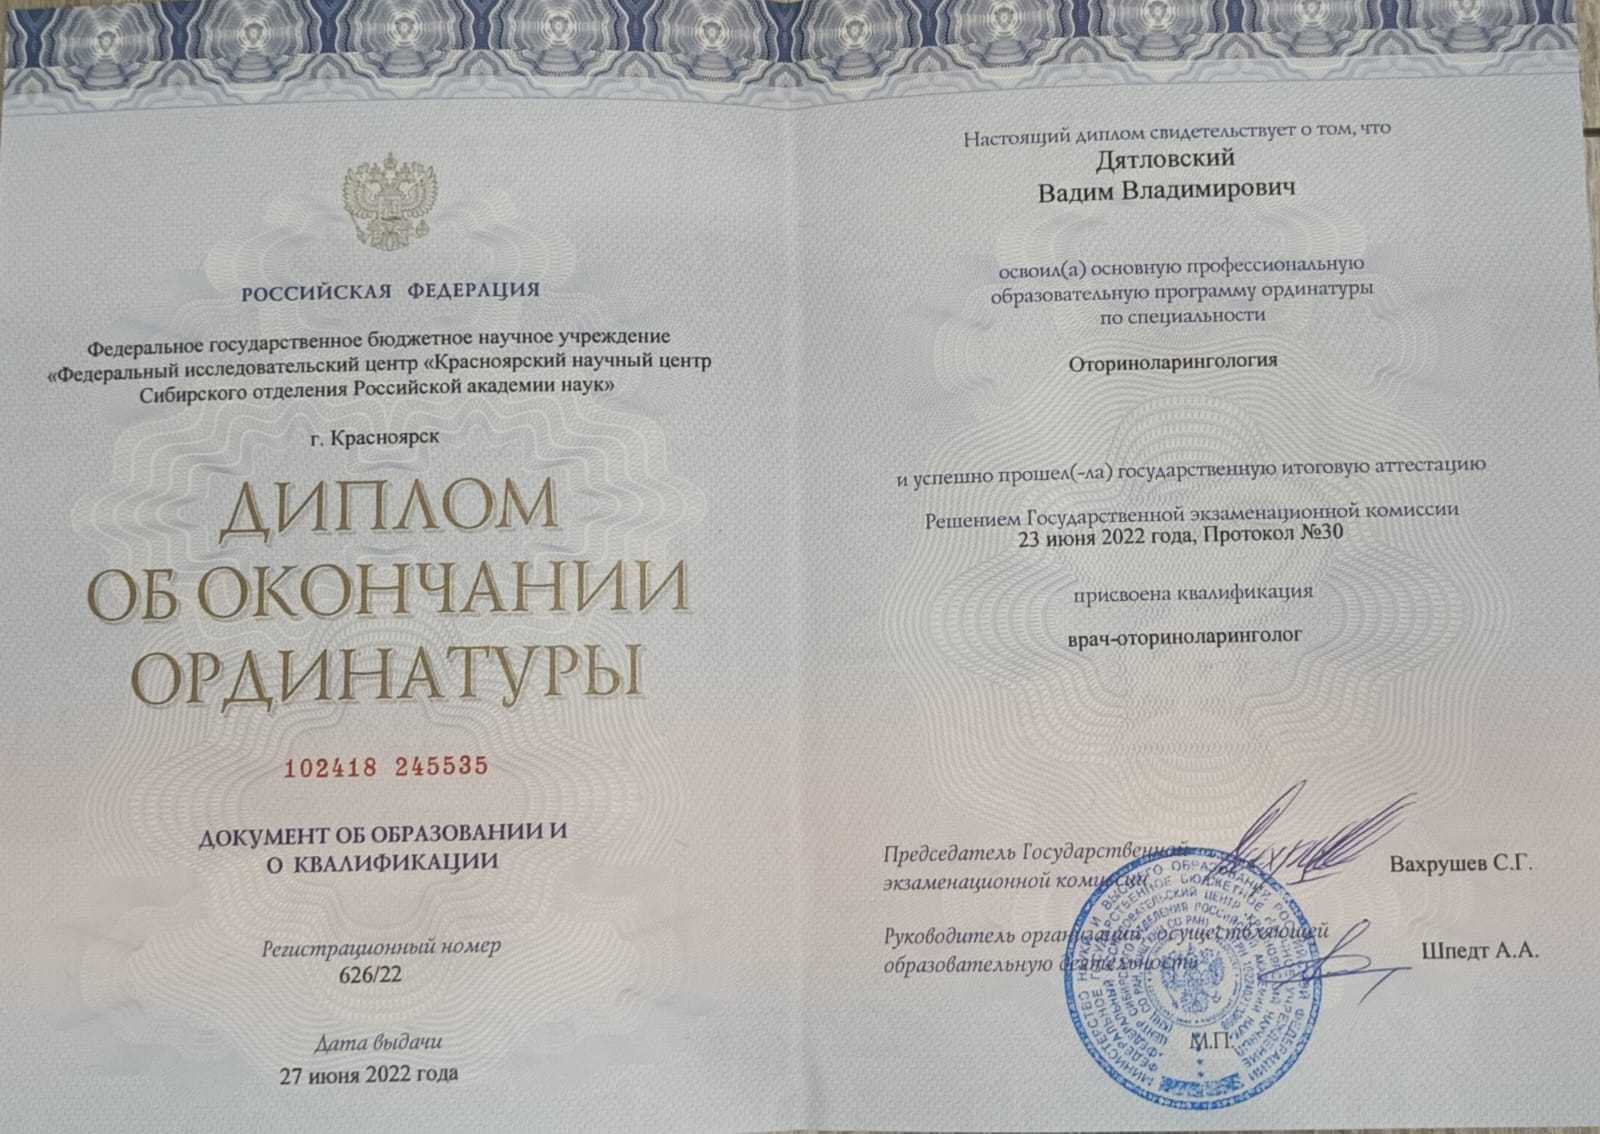 РОССИЙСКАЯ ФЕДЕРАЦИЯ
Федеральное государственное бюджетное научное учреждение
«Федеральный исследовательский центр «Красноярский научный центр
Сибирского отделения Российской академии наук»
г. Красноярск
ДИПЛОМ
ОБ ОКОНЧАНИИ
ОРДИНАТУРЫ
102418 245535
ДОКУМЕНТ ОБ ОБРАЗОВАНИИ И
О КВАЛИФИКАЦИИ
Регистрационный номер
626/22
Дата выдачи
27 июня 2022 года
Настоящий диплом свидетельствует о том, что
Дятловский
Вадим Владимирович
освоил(а) основную профессиональную
образовательную программу ординатуры
по специальности
Оториноларингология
и успешно прошел(-ла) государственную итоговую аттестацию
Решением Государственной экзаменационной комиссии
23 июня 2022 года, Протокол №30
присвоена квалификация
врач-оториноларинголог
Председатель Государственной
экзаменационной комиссии
Вахрушев С.Г.
Руководитель организации, осуществляющей
образовательную деятельность
Шпедт А.А.
М.П.